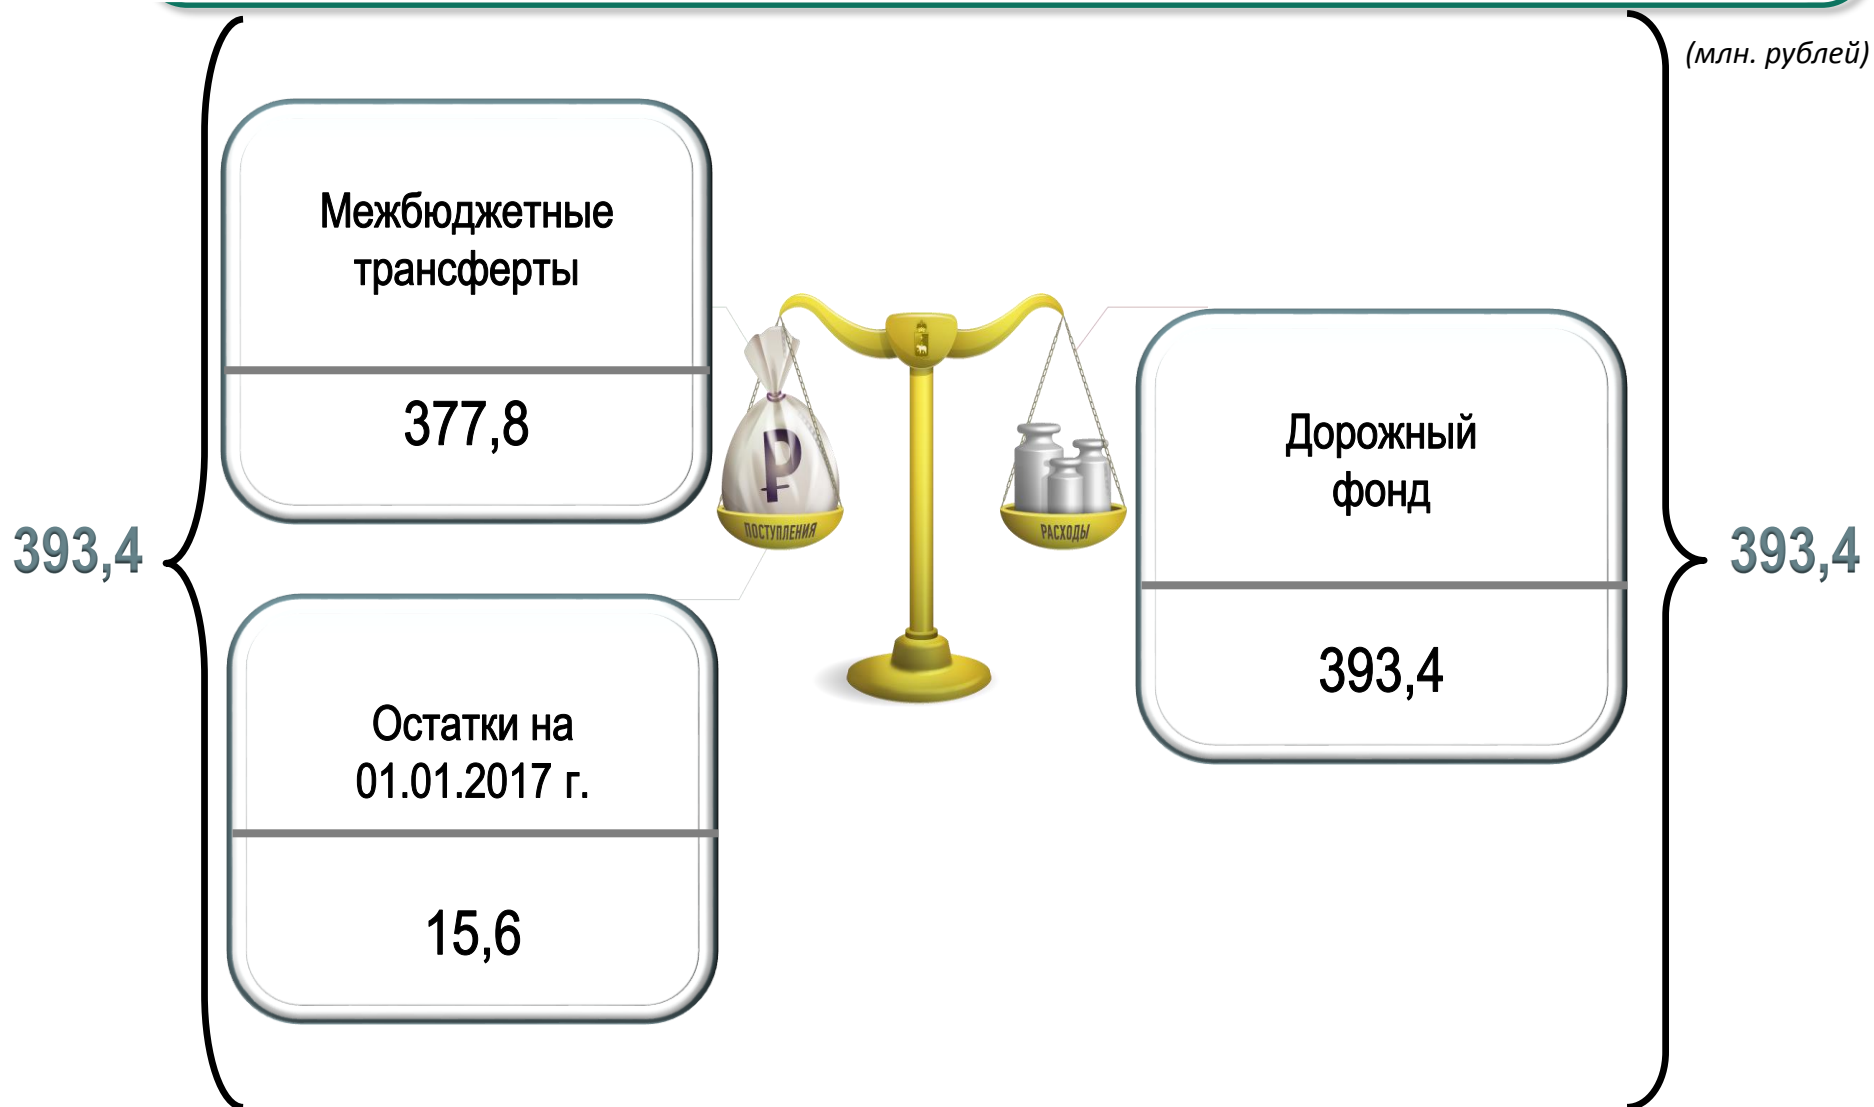 (млн. рублей)
Межбюджетные
трансферты
377,8
393,4
Остатки на
01.01.2017 г.
15,6
₽
ПОСТУПЛЕНИЯ
РАСХОДЫ
Дорожный
фонд
393,4
393,4